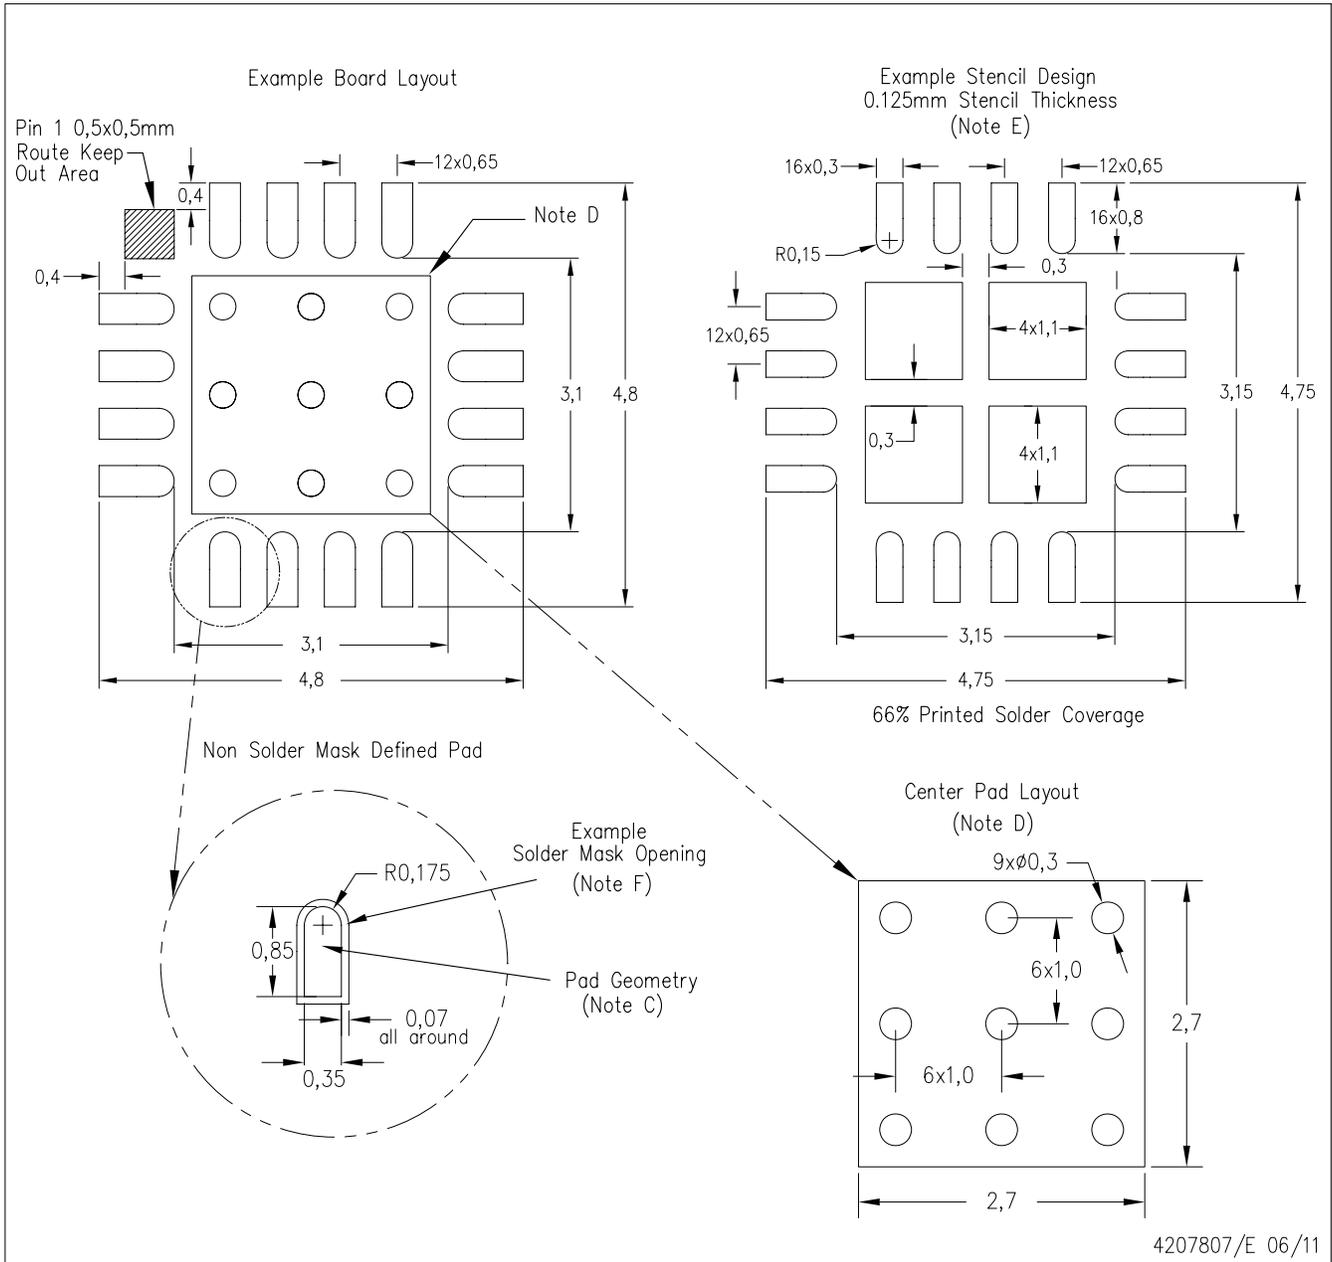 Example Board Layout
Pin 1 0,5x0,5mm
Route Keep
Out Area
0,4
12x0,65
Note D
0,4
3,1
4,8
3,1
4,8
Example Stencil Design
0.125mm Stencil Thickness
(Note E)
16x0,3
12x0,65
16x0,8
R0,15
0,3
12x0,65
4x1,1
3,15
4,75
0,3
4x1,1
3,15
4,75
66% Printed Solder Coverage
Non Solder Mask Defined Pad
Example
Solder Mask Opening
(Note F)
R0,175
0,85
Pad Geometry
(Note C)
0,07
all around
0,35
Center Pad Layout
(Note D)
9xø0,3
6x1,0
2,7
6x1,0
2,7
4207807/E 06/11